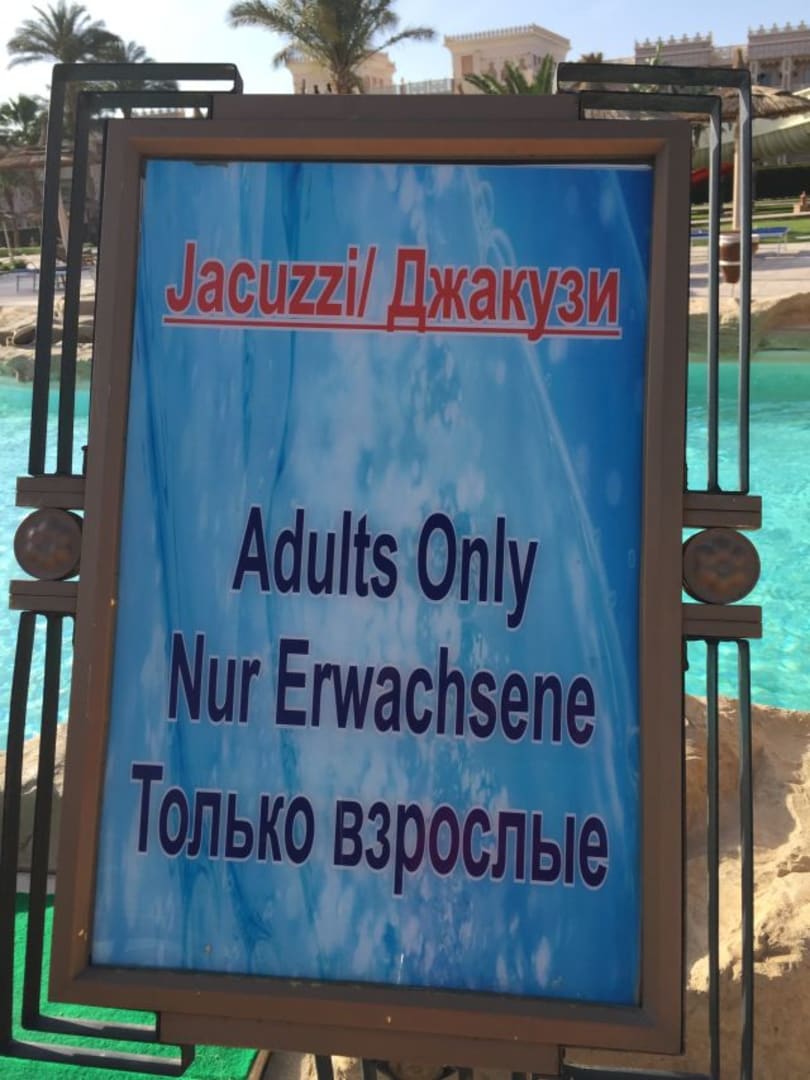 Jacuzzi/ Джакузи
Adults Only
Nur Erwachsene
Только взрослые